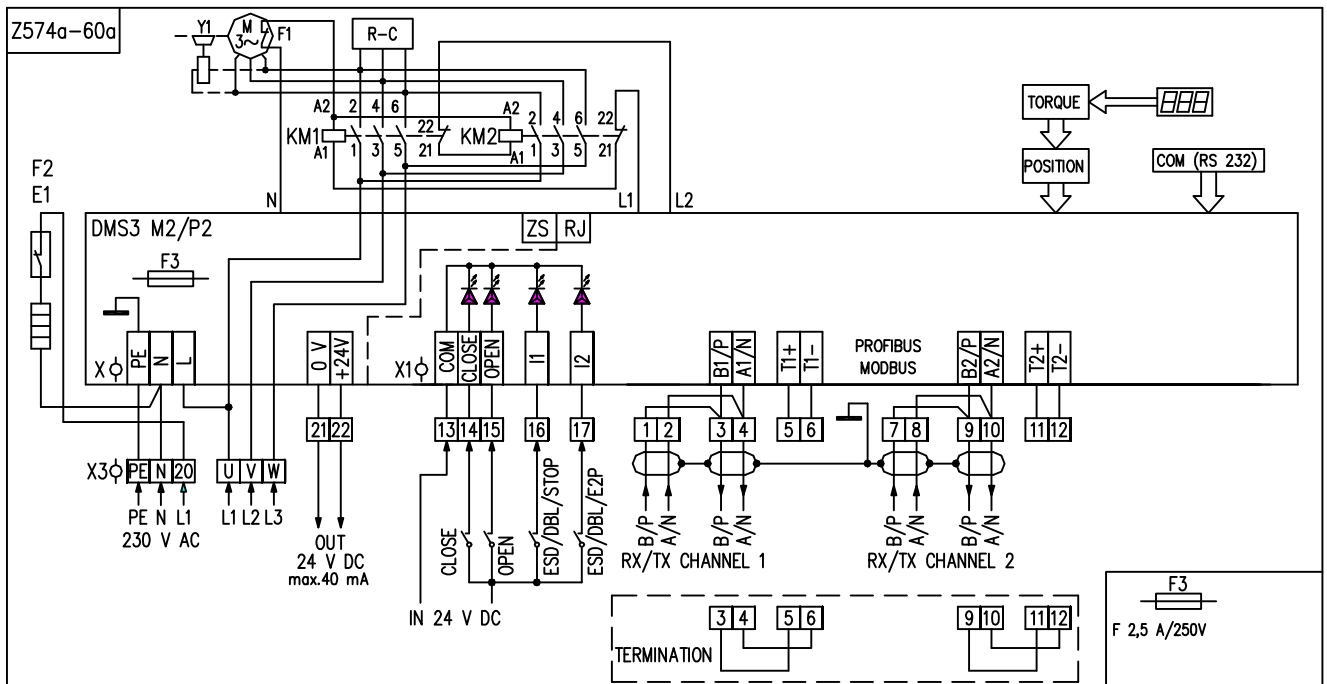 Z574a-60a
Y1
M
3~
F1
R-C
A2 2 4 6
KM1
A1 1 3 5
22
21
A2 2 4 6
KM2
A1 1 3 5
22
21
TORQUE
POSITION
COM (RS 232)
F2
E1
N
L1
L2
DMS3 M2/P2
ZS RJ
F3
X
PE N L
0 V +24V
X1
COM CLOSE OPEN I1 I2
B1/P A1/N T1+ T1-
PROFIBUS
MODBUS
B2/P A2/N T2+ T2-
21 22
13 14 15 16 17
1 2 3 4 5 6
7 8 9 10 11 12
X3
PE N 20
U V W
PE N L1
230 V AC
L1 L2 L3
OUT
24 V DC
max.40 mA
CLOSE
OPEN
ESD/DBL/STOP
ESD/DBL/E2P
IN 24 V DC
B/P A/N B/P A/N
RX/TX CHANNEL 1
B/P A/N B/P A/N
RX/TX CHANNEL 2
TERMINATION
3 4 5 6
9 10 11 12
F3
F 2,5 A/250V